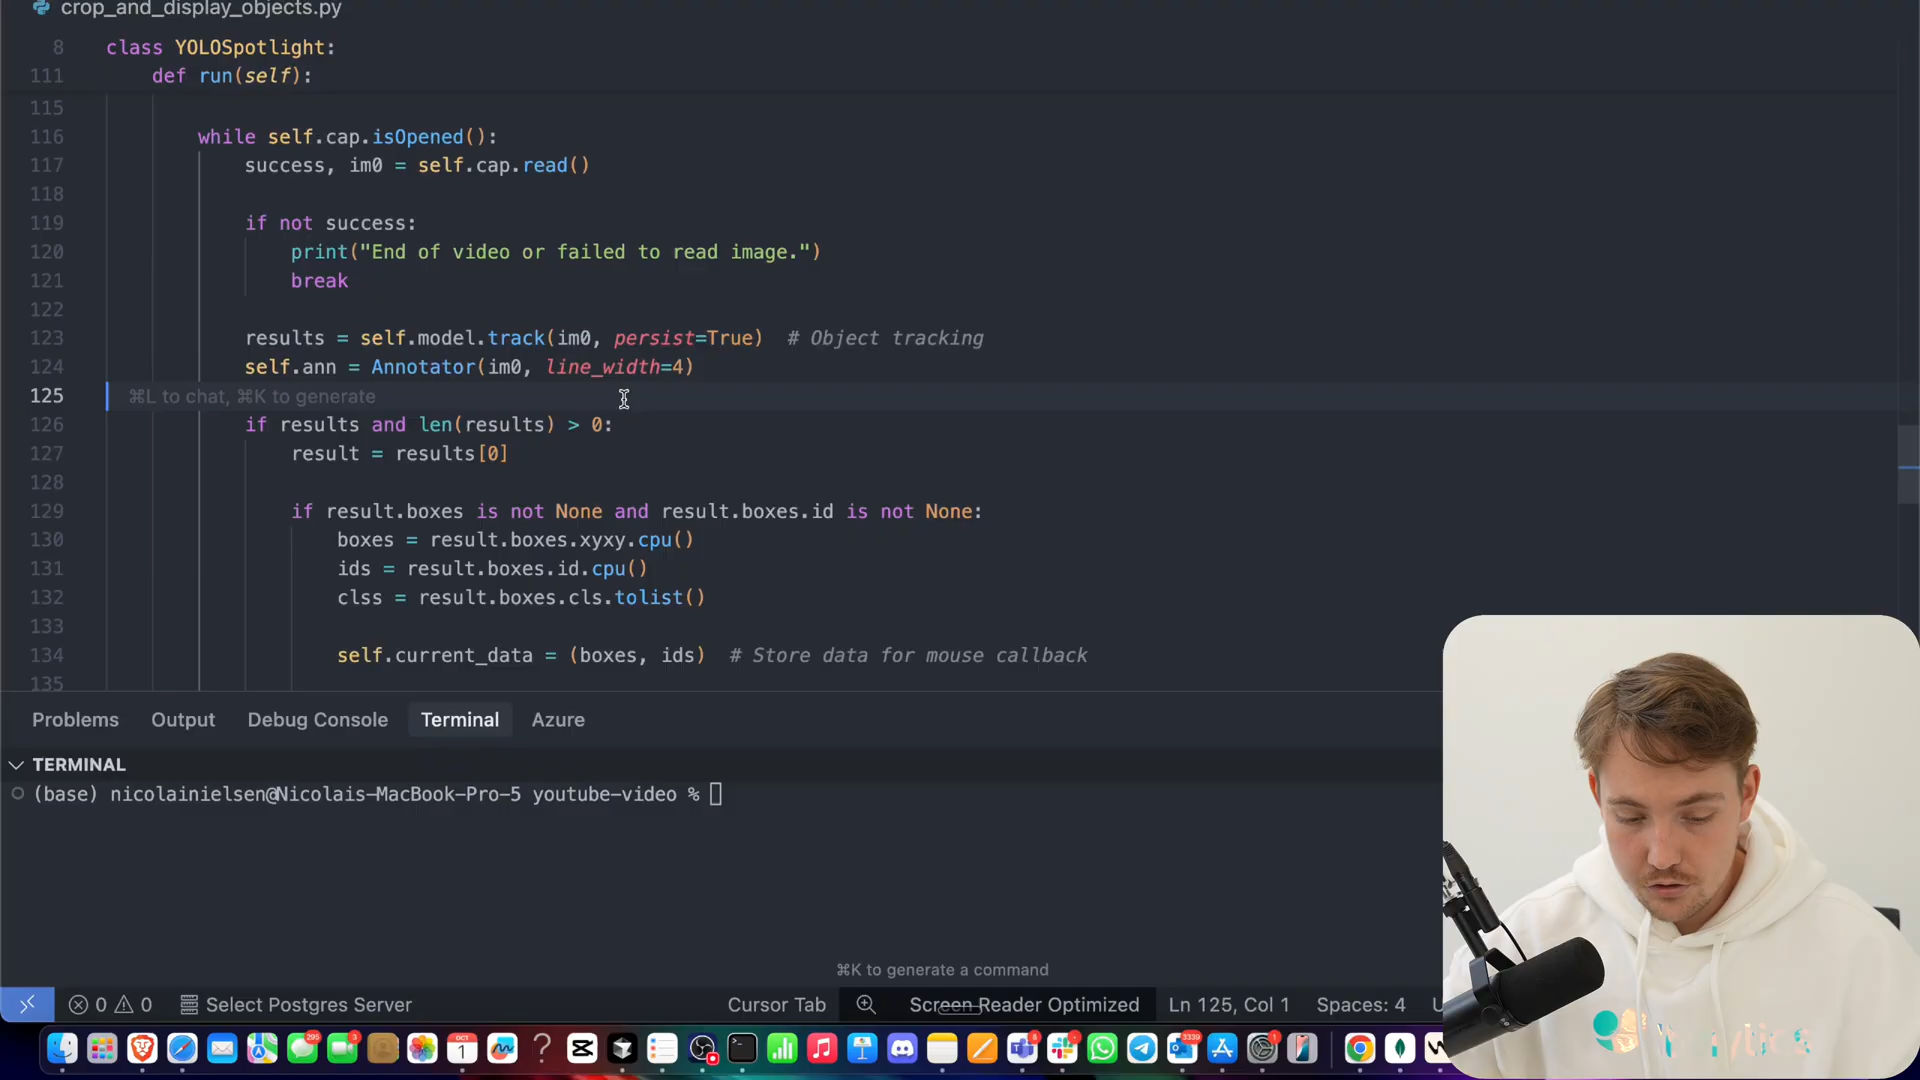 crop_and_display_objects.py
8 class YOLOSpotlight:
111 def run(self):
115
116 while self.cap.isOpened():
117 success, im0 = self.cap.read()
118
119 if not success:
120 print("End of video or failed to read image.")
121 break
122
123 results = self.model.track(im0, persist=True)  # Object tracking
124 self.ann = Annotator(im0, line_width=4)
125 ⌘L to chat, ⌘K to generate
126 if results and len(results) > 0:
127 result = results[0]
128
129 if result.boxes is not None and result.boxes.id is not None:
130 boxes = result.boxes.xyxy.cpu()
131 ids = result.boxes.id.cpu()
132 clss = result.boxes.cls.tolist()
133
134 self.current_data = (boxes, ids)  # Store data for mouse callback
135
Problems Output Debug Console Terminal Azure
TERMINAL
(base) nicolainielsen@Nicolais-MacBook-Pro-5 youtube-video %
⌘K to generate a command
0 0 Select Postgres Server Cursor Tab Screen Reader Optimized Ln 125, Col 1 Spaces: 4